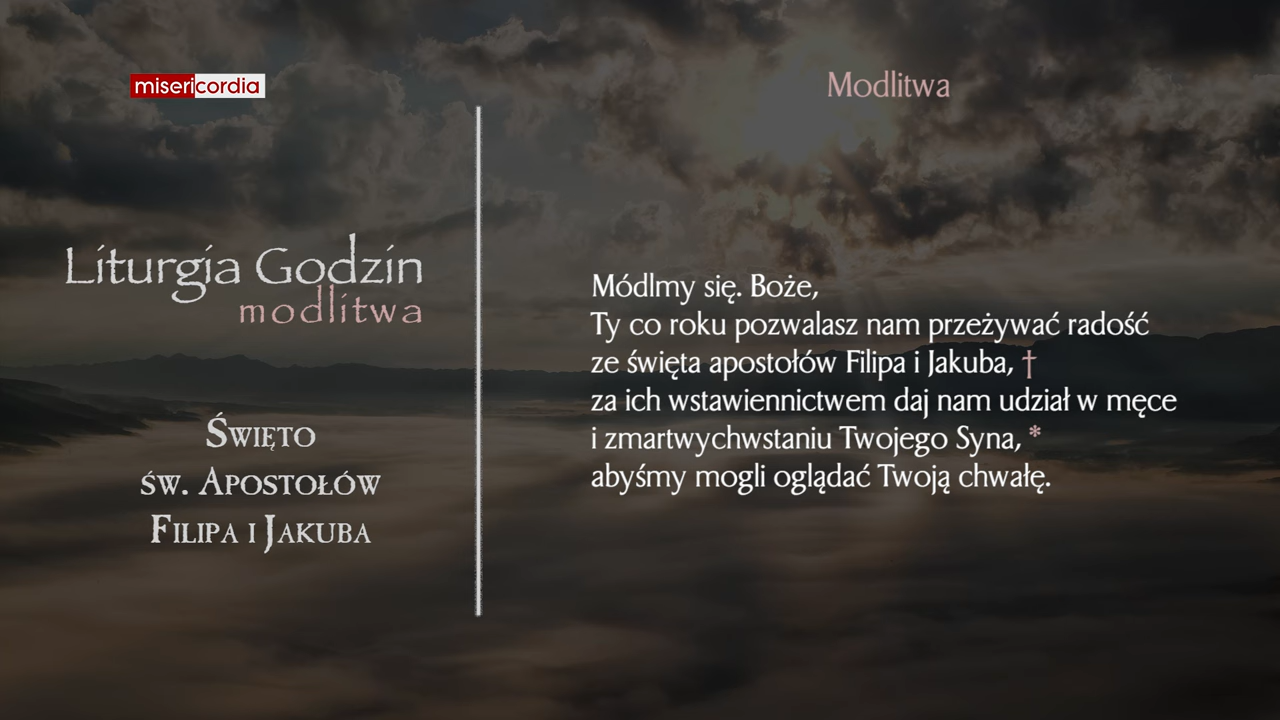 misericordia
Liturgia Godzin
modlitwa
Święto
św. Apostołów
Filipa i Jakuba
Modlitwa
Módlmy się. Boże,
Ty co roku pozwalasz nam przeżywać radość
ze święta apostołów Filipa i Jakuba, †
za ich wstawiennictwem daj nam udział w męce
i zmartwychwstaniu Twojego Syna, *
abyśmy mogli oglądać Twoją chwałę.